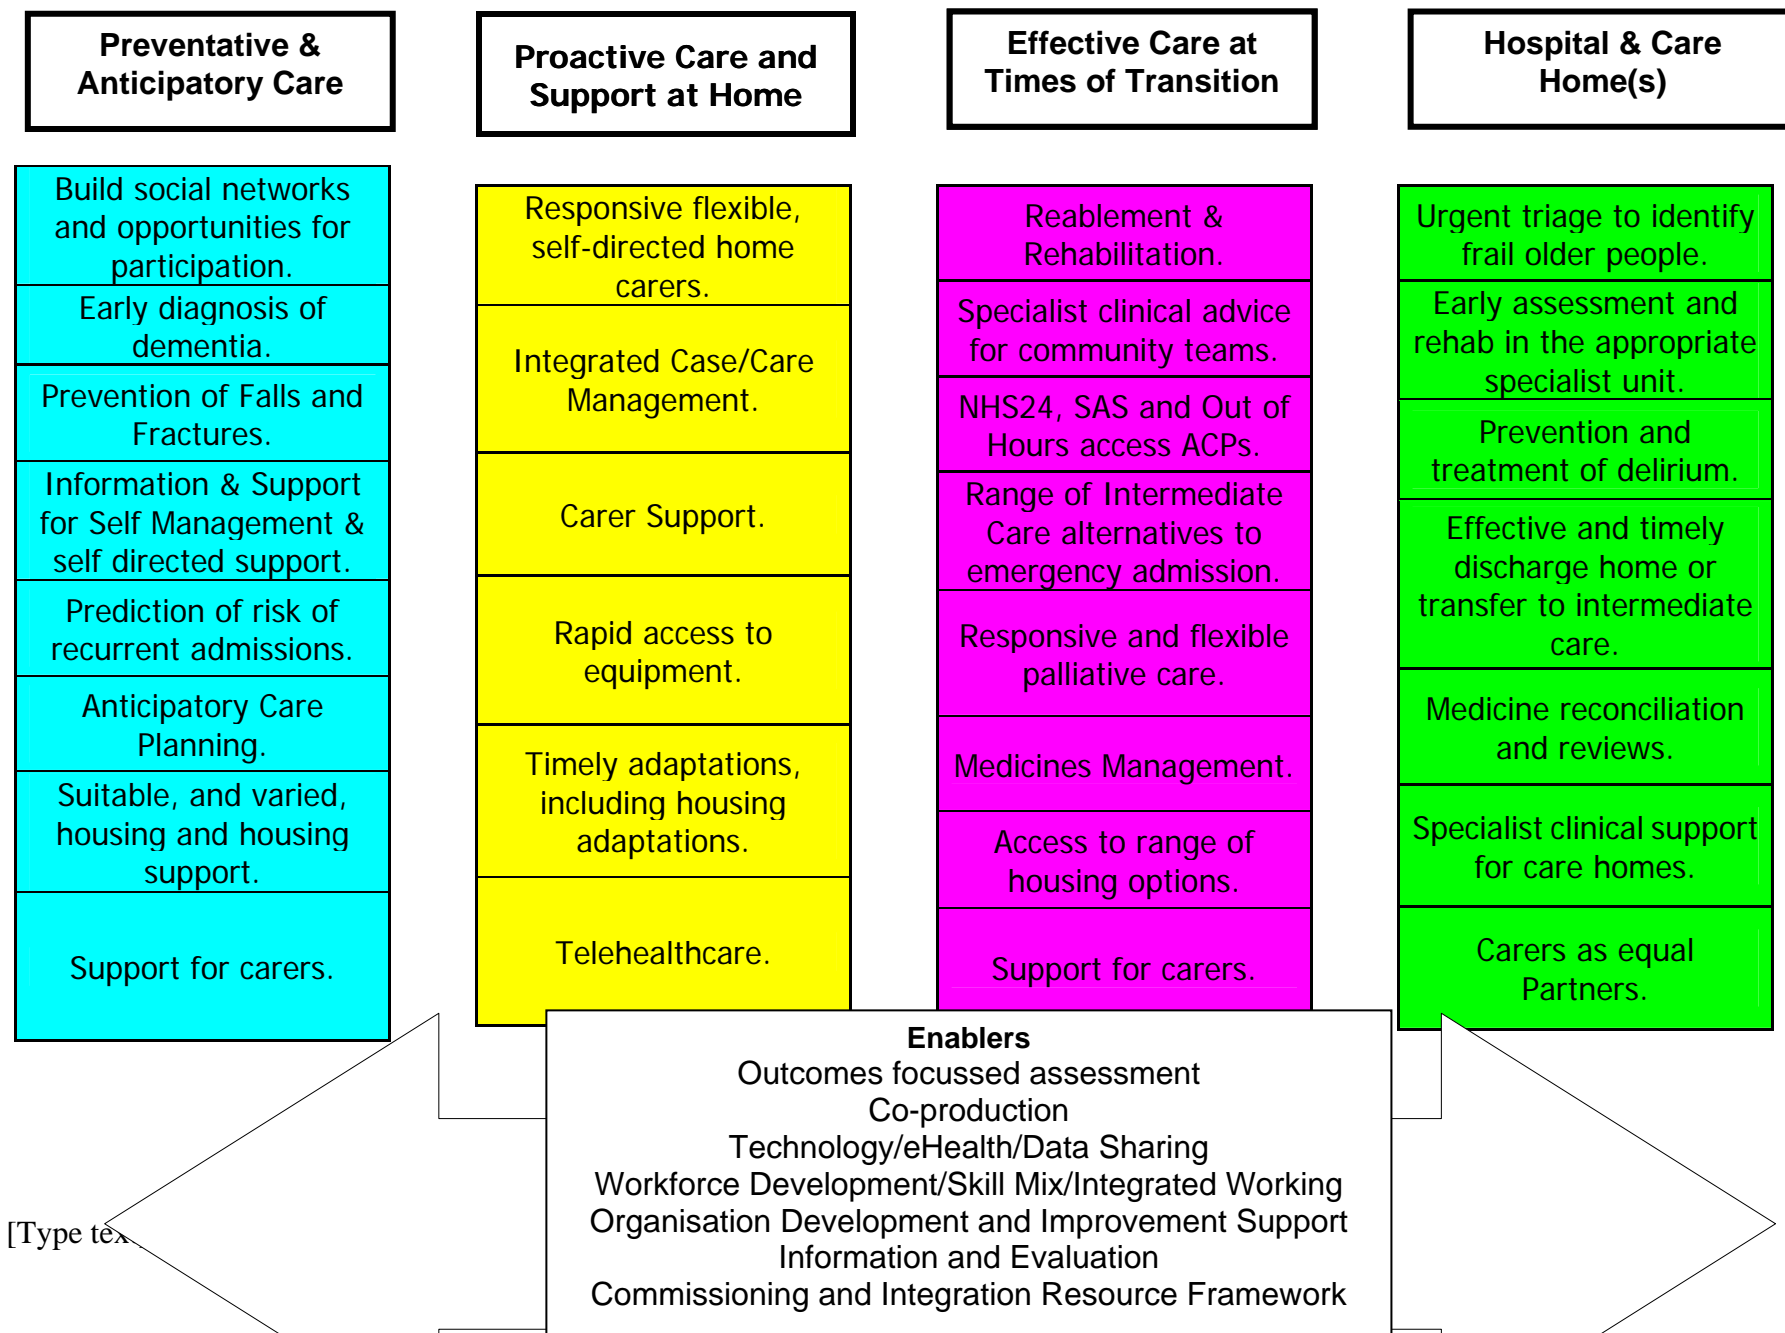 Preventative &
Anticipatory Care
Build social networks
and opportunities for
participation.
Early diagnosis of
dementia.
Prevention of Falls and
Fractures.
Information & Support
for Self Management &
self directed support.
Prediction of risk of
recurrent admissions.
Anticipatory Care
Planning.
Suitable, and varied,
housing and housing
support.
Support for carers.
Proactive Care and
Support at Home
Responsive flexible,
self-directed home
carers.
Integrated Case/Care
Management.
Carer Support.
Rapid access to
equipment.
Timely adaptations,
including housing
adaptations.
Telehealthcare.
Effective Care at
Times of Transition
Reablement &
Rehabilitation.
Specialist clinical advice
for community teams.
NHS24, SAS and Out of
Hours access ACPs.
Range of Intermediate
Care alternatives to
emergency admission.
Responsive and flexible
palliative care.
Medicines Management.
Access to range of
housing options.
Support for carers.
Hospital & Care
Home(s)
Urgent triage to identify
frail older people.
Early assessment and
rehab in the appropriate
specialist unit.
Prevention and
treatment of delirium.
Effective and timely
discharge home or
transfer to intermediate
care.
Medicine reconciliation
and reviews.
Specialist clinical support
for care homes.
Carers as equal
Partners.
Enablers
Outcomes focussed assessment
Co-production
Technology/eHealth/Data Sharing
Workforce Development/Skill Mix/Integrated Working
Organisation Development and Improvement Support
Information and Evaluation
Commissioning and Integration Resource Framework
[Type tex